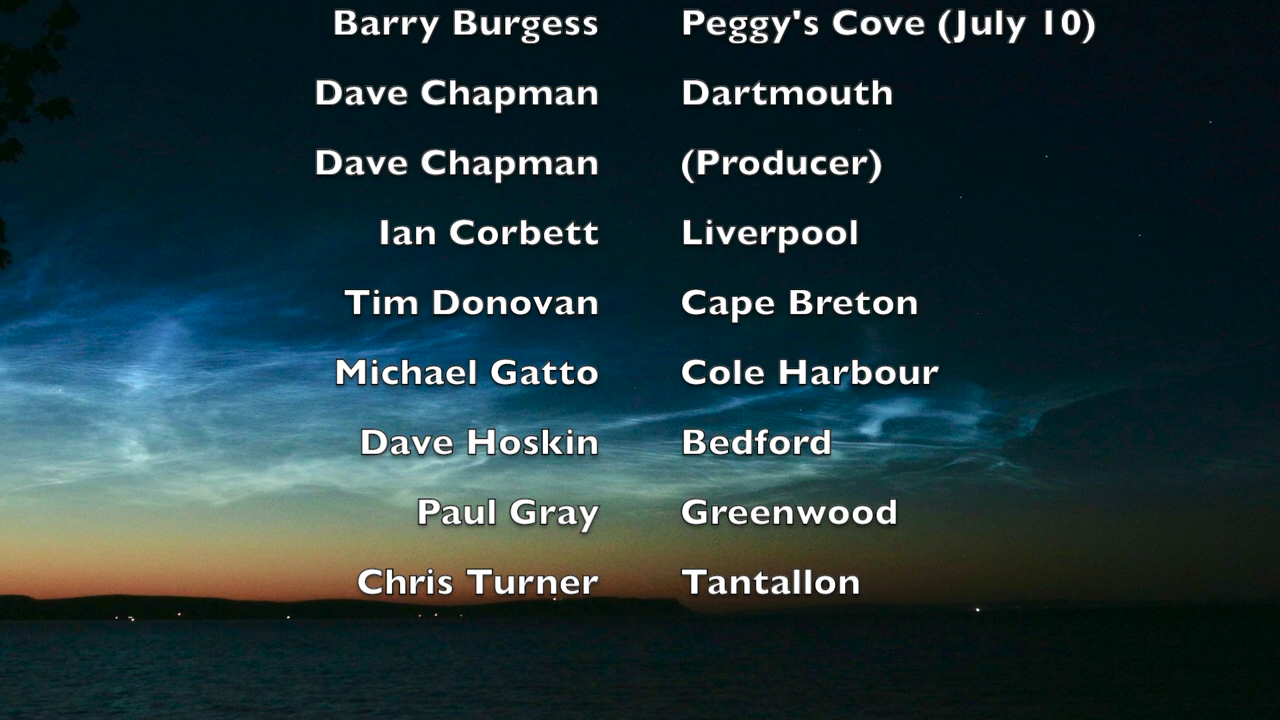 Barry Burgess Peggy's Cove (July 10)
Dave Chapman Dartmouth
Dave Chapman (Producer)
Ian Corbett Liverpool
Tim Donovan Cape Breton
Michael Gatto Cole Harbour
Dave Hoskin Bedford
Paul Gray Greenwood
Chris Turner Tantallon